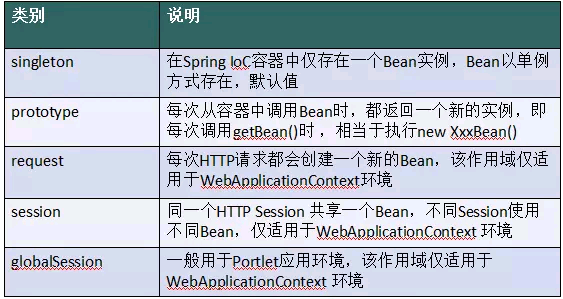 类别 说明
singleton 在Spring IoC容器中仅存在一个Bean实例，Bean以单例
方式存在，默认值
prototype 每次从容器中调用Bean时，都返回一个新的实例，即
每次调用getBean()时 ，相当于执行new XxxBean()
request 每次HTTP请求都会创建一个新的Bean，该作用域仅适
用于WebApplicationContext环境
session 同一个HTTP Session 共享一个Bean，不同Session使用
不同Bean，仅适用于WebApplicationContext 环境
globalSession 一般用于Portlet应用环境，该作用域仅适用于
WebApplicationContext 环境